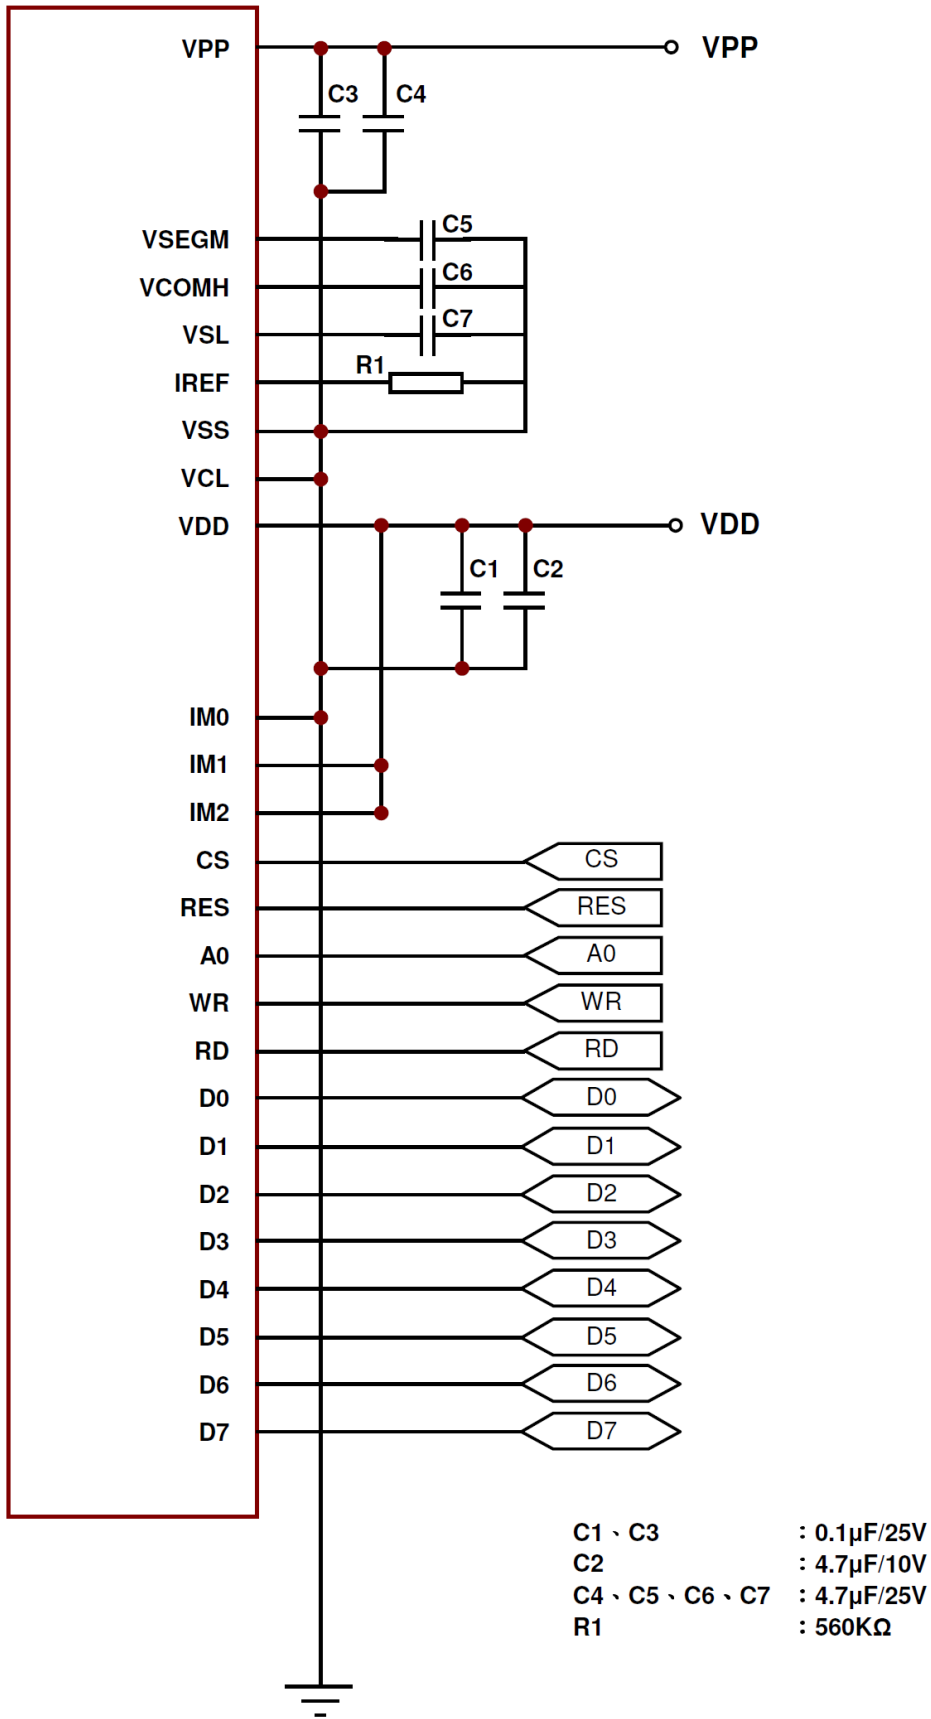 VPP VPP
C3 C4
VSEGM C5
VCOMH C6
VSL C7
IREF R1
VSS
VCL
VDD VDD
C1 C2
IM0
IM1
IM2
CS CS
RES RES
A0 A0
WR WR
RD RD
D0 D0
D1 D1
D2 D2
D3 D3
D4 D4
D5 D5
D6 D6
D7 D7
C1、C3 : 0.1µF/25V
C2 : 4.7µF/10V
C4、C5、C6、C7 : 4.7µF/25V
R1 : 560KΩ